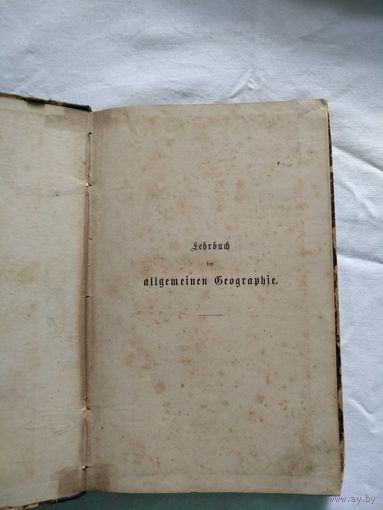 Lehrbuch
der
allgemeinen Geographie.
www.ay.by